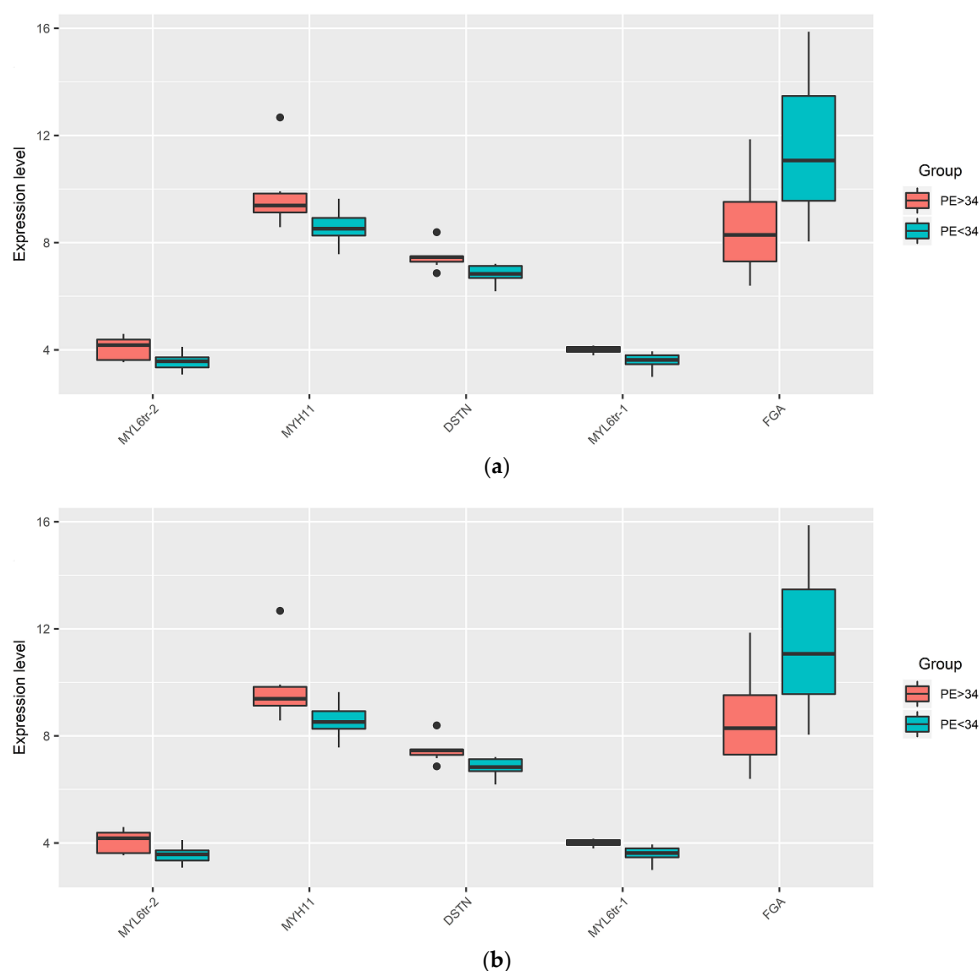 16
12
8
4
Expression level
MYL6tr-2
MYH11
DSTN
MYL6tr-1
FGA
Group
PE>34
PE<34
(a)
16
12
8
4
Expression level
MYL6tr-2
MYH11
DSTN
MYL6tr-1
FGA
Group
PE>34
PE<34
(b)